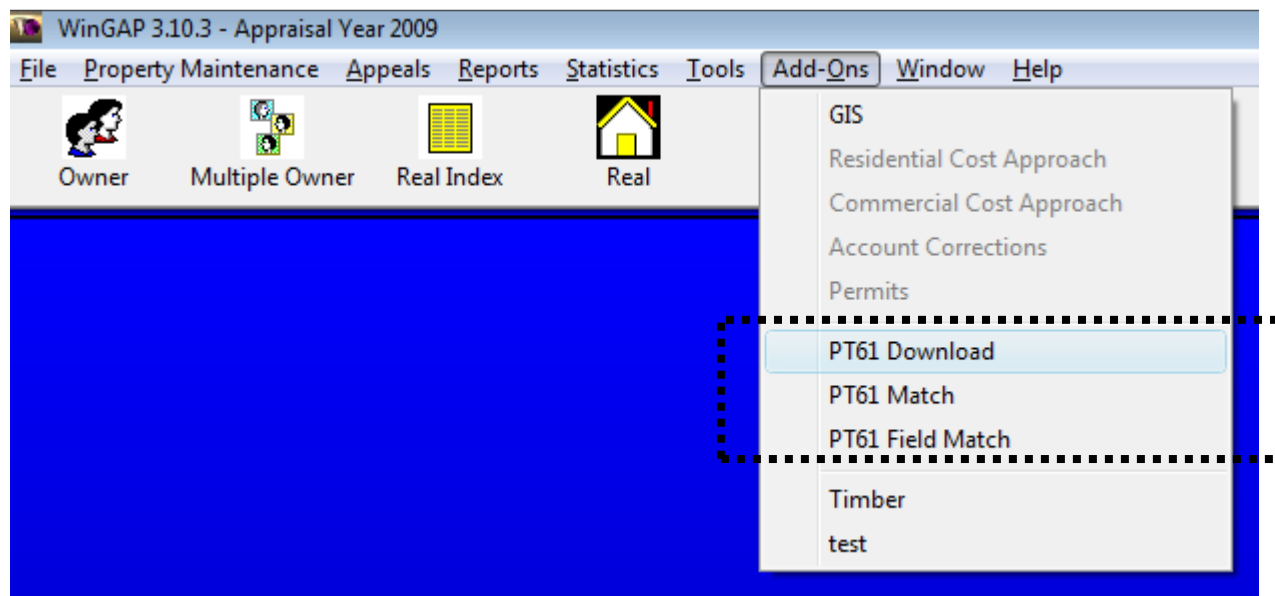 WinGAP 3.10.3 - Appraisal Year 2009
File Property Maintenance Appeals Reports Statistics Tools Add-Ons Window Help
Owner Multiple Owner Real Index Real
GIS
Residential Cost Approach
Commercial Cost Approach
Account Corrections
Permits
PT61 Download
PT61 Match
PT61 Field Match
Timber
test